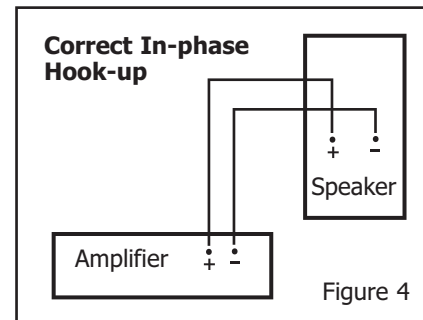 Correct In-phase
Hook-up
+ –
Speaker
Amplifier + –
Figure 4